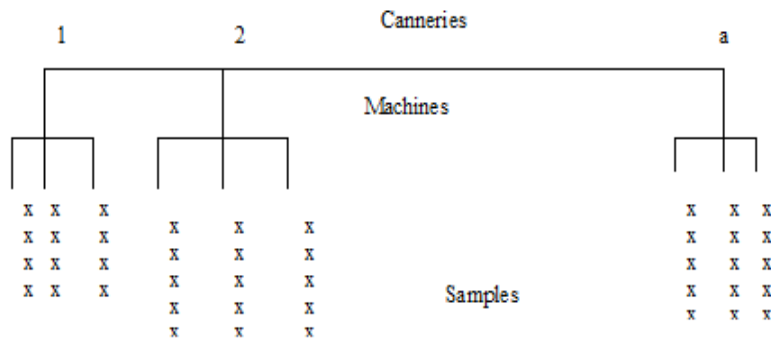 Canneries
1 2 a
Machines
x x x x x x
x x x
x x x x x x
x x x
x x x x x x
x x x
x x x x x x
x x x
Samples
x x x
x x x